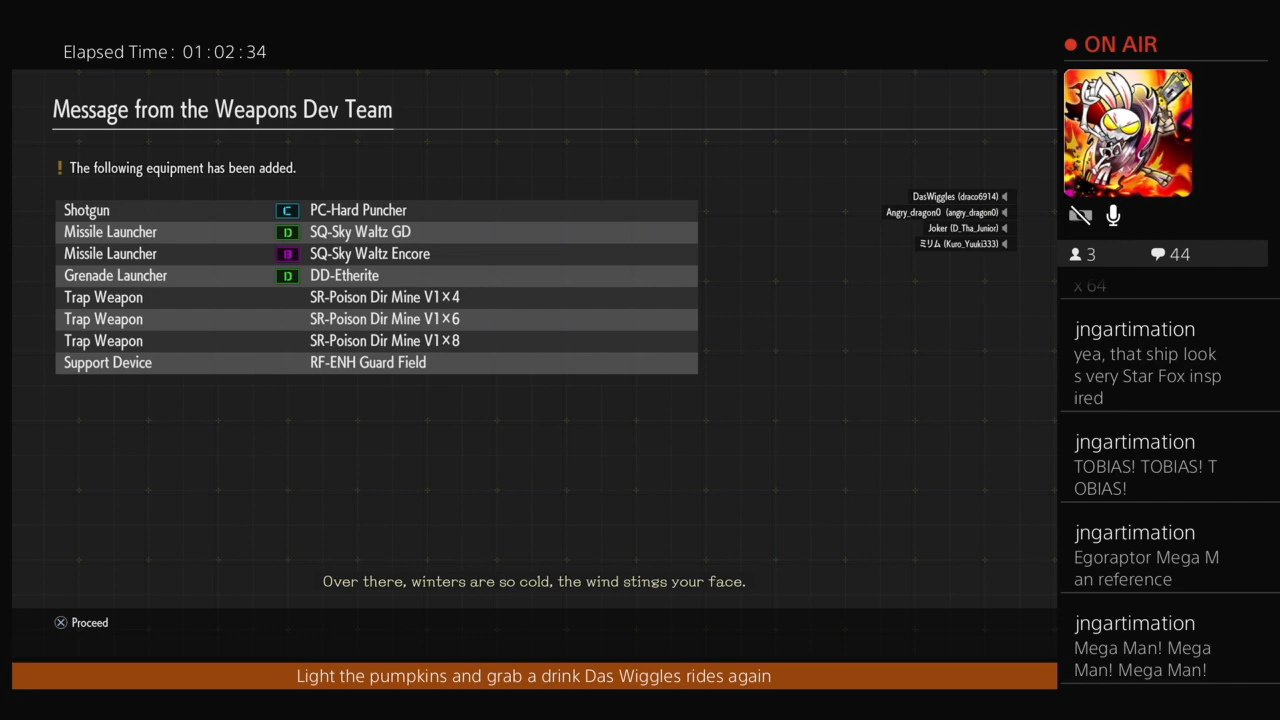 Elapsed Time: 01:02:34
ON AIR
Message from the Weapons Dev Team
! The following equipment has been added.
Shotgun C PC-Hard Puncher
Missile Launcher D SQ-Sky Waltz GD
Missile Launcher B SQ-Sky Waltz Encore
Grenade Launcher D DD-Etherite
Trap Weapon SR-Poison Dir Mine V1×4
Trap Weapon SR-Poison Dir Mine V1×6
Trap Weapon SR-Poison Dir Mine V1×8
Support Device RF-ENH Guard Field
DasWiggles (draco6914)
Angry_dragon0 (angry_dragon0)
Joker (D_Tha_Junior)
ミリム (Kuro_Yuuki333)
3 44
x 64
jngartimation
yea, that ship look
s very Star Fox insp
ired
jngartimation
TOBIAS! TOBIAS! T
OBIAS!
jngartimation
Egoraptor Mega M
an reference
jngartimation
Mega Man! Mega
Man! Mega Man!
Over there, winters are so cold, the wind stings your face.
Proceed
Light the pumpkins and grab a drink Das Wiggles rides again